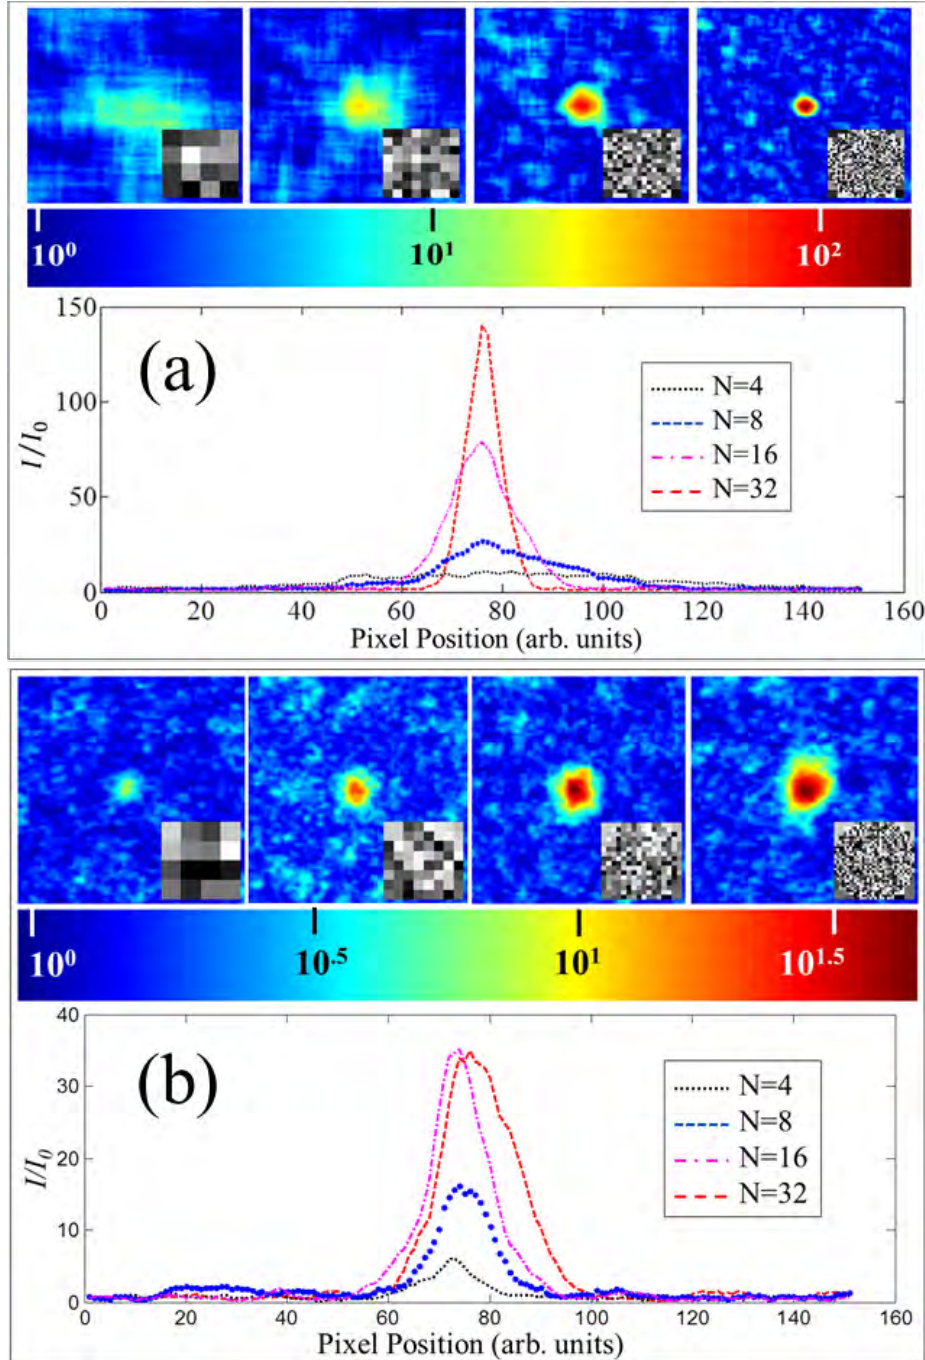 10⁰ 10¹ 10²
150
100
50
0
I/I₀
(a)
N=4
N=8
N=16
N=32
0 20 40 60 80 100 120 140 160
Pixel Position (arb. units)
10⁰ 10^.5 10¹ 10^1.5
40
30
20
10
0
I/I₀
(b)
N=4
N=8
N=16
N=32
0 20 40 60 80 100 120 140 160
Pixel Position (arb. units)